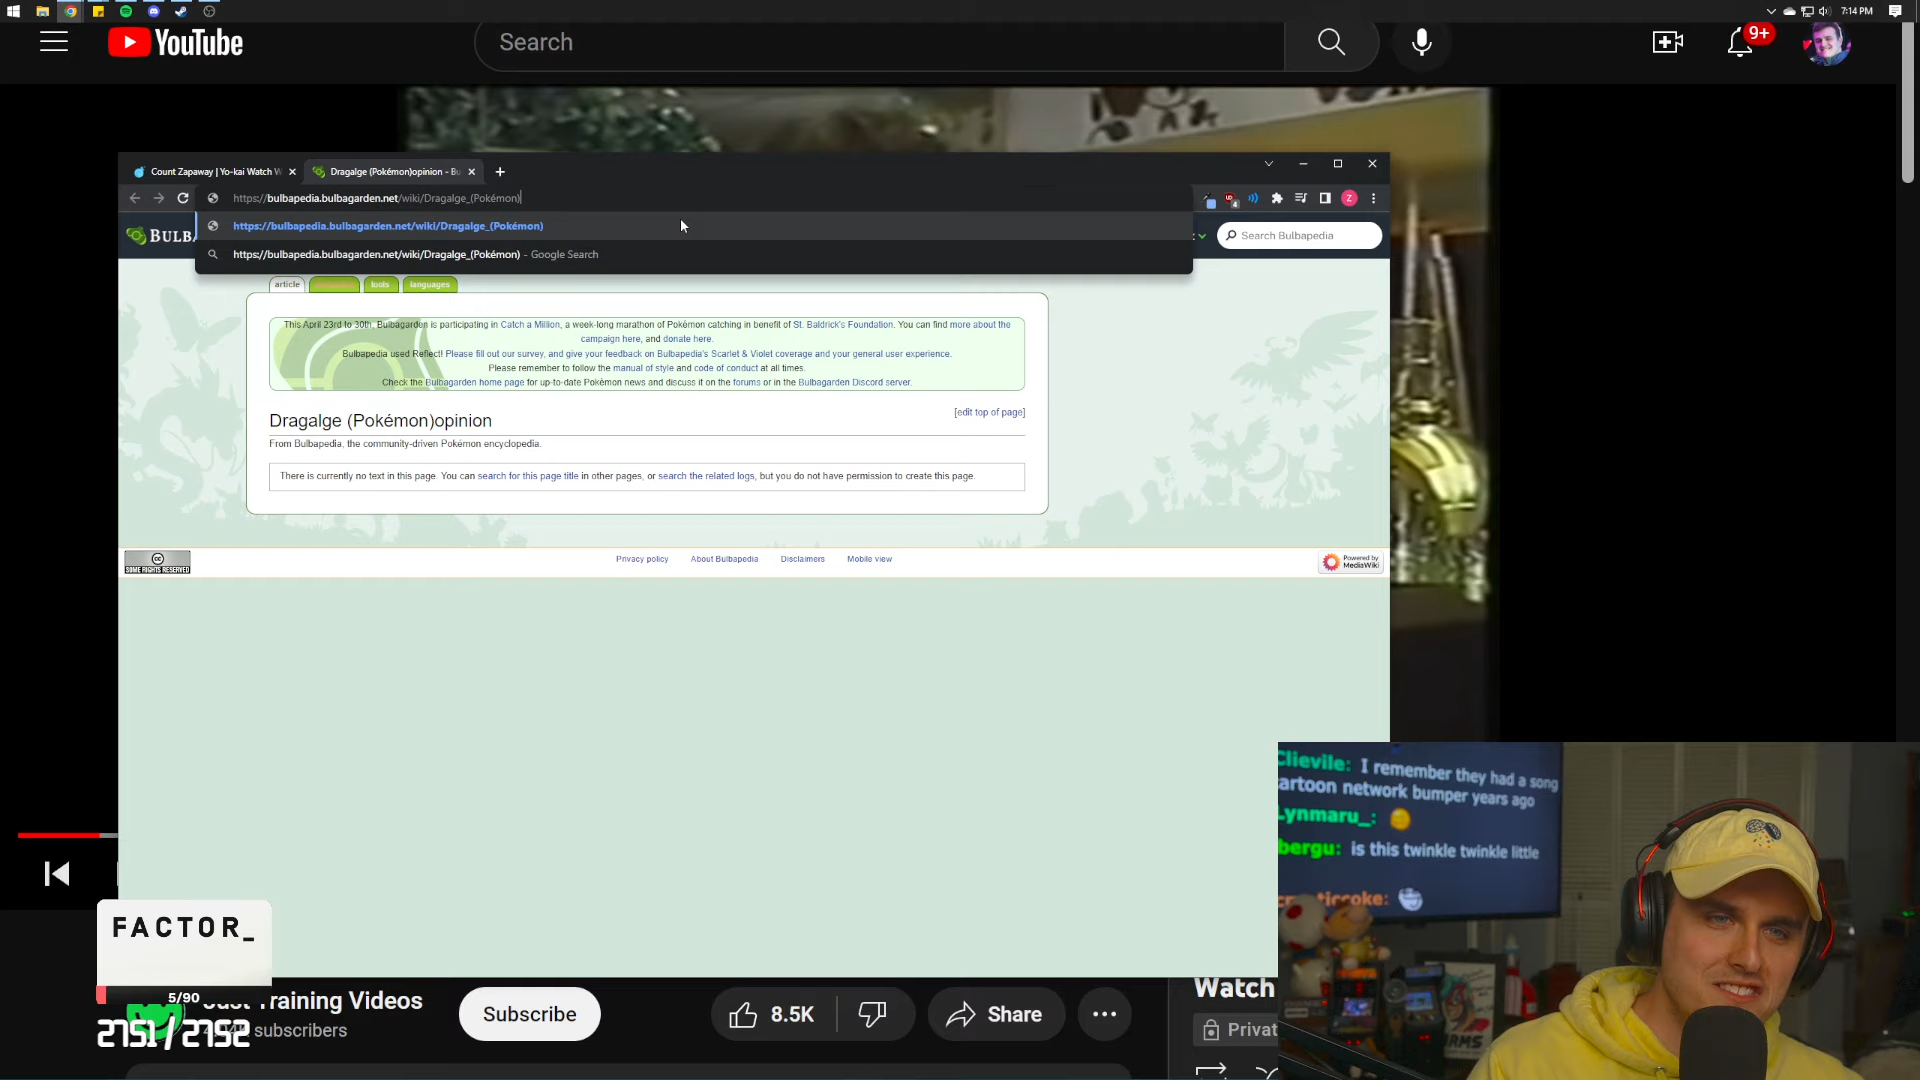 7:14 PM
YouTube
Search
9+
Count Zapaway | Yo-kai Watch W
Dragalge (Pokémon)opinion - Bu
https://bulbapedia.bulbagarden.net/wiki/Dragalge_(Pokémon)
Z
4
https://bulbapedia.bulbagarden.net/wiki/Dragalge_(Pokémon)
BULBA
Search Bulbapedia
https://bulbapedia.bulbagarden.net/wiki/Dragalge_(Pokémon) - Google Search
article
tools
languages
This April 23rd to 30th, Bulbagarden is participating in Catch a Million, a week-long marathon of Pokémon catching in benefit of St. Baldrick's Foundation. You can find more about the
campaign here, and donate here.
Bulbapedia used Reflect! Please fill out our survey, and give your feedback on Bulbapedia's Scarlet & Violet coverage and your general user experience.
Please remember to follow the manual of style and code of conduct at all times.
Check the Bulbagarden home page for up-to-date Pokémon news and discuss it on the forums or in the Bulbagarden Discord server.
[edit top of page]
Dragalge (Pokémon)opinion
From Bulbapedia, the community-driven Pokémon encyclopedia.
There is currently no text in this page. You can search for this page title in other pages, or search the related logs, but you do not have permission to create this page.
cc
SOME RIGHTS RESERVED
Privacy policy
About Bulbapedia
Disclaimers
Mobile view
Powered by
MediaWiki
Clievile: I remember they had a song
artoon network bumper years ago
Lynmaru_:
bergu: is this twinkle twinkle little
ticcoke:
FACTOR_
5/90
Training Videos
subscribers
2751/2752
Subscribe
8.5K
Share
Watch
Privat